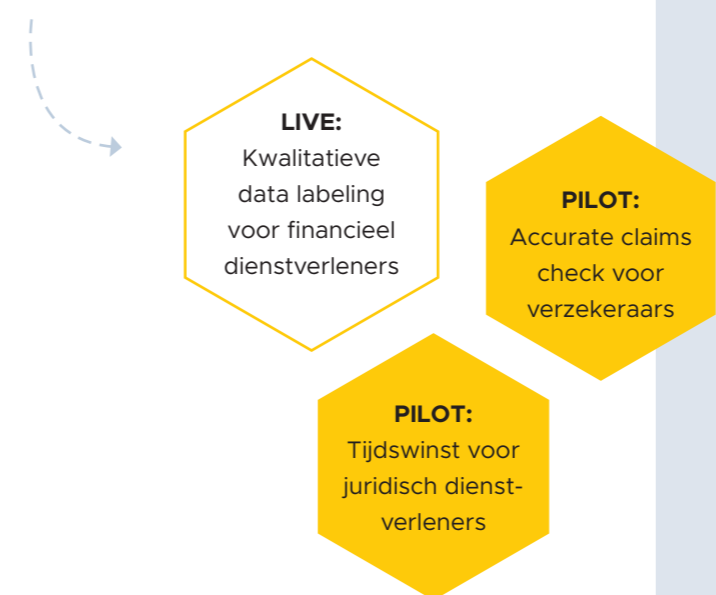 LIVE:
Kwalitatieve
data labeling
voor financieel
dienstverleners
PILOT:
Accurate claims
check voor
verzekeraars
PILOT:
Tijdswinst voor
juridisch dienst-
verleners